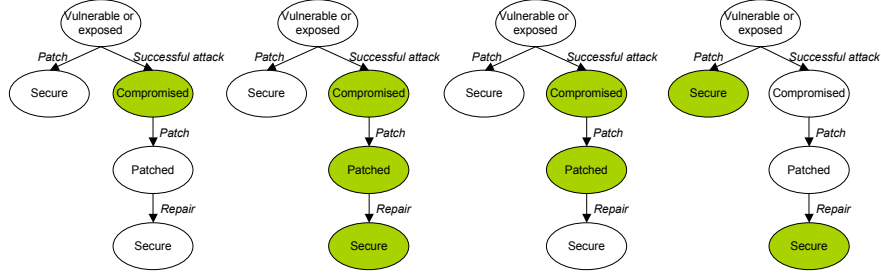 Vulnerable or
exposed
Patch
Successful attack
Secure
Compromised
Patch
Patched
Repair
Secure
Vulnerable or
exposed
Patch
Successful attack
Secure
Compromised
Patch
Patched
Repair
Secure
Vulnerable or
exposed
Patch
Successful attack
Secure
Compromised
Patch
Patched
Repair
Secure
Vulnerable or
exposed
Patch
Successful attack
Secure
Compromised
Patch
Patched
Repair
Secure